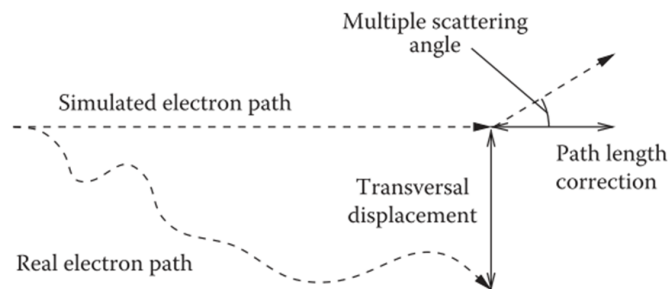 Multiple scattering
angle
Simulated electron path
Path length
correction
Transversal
displacement
Real electron path